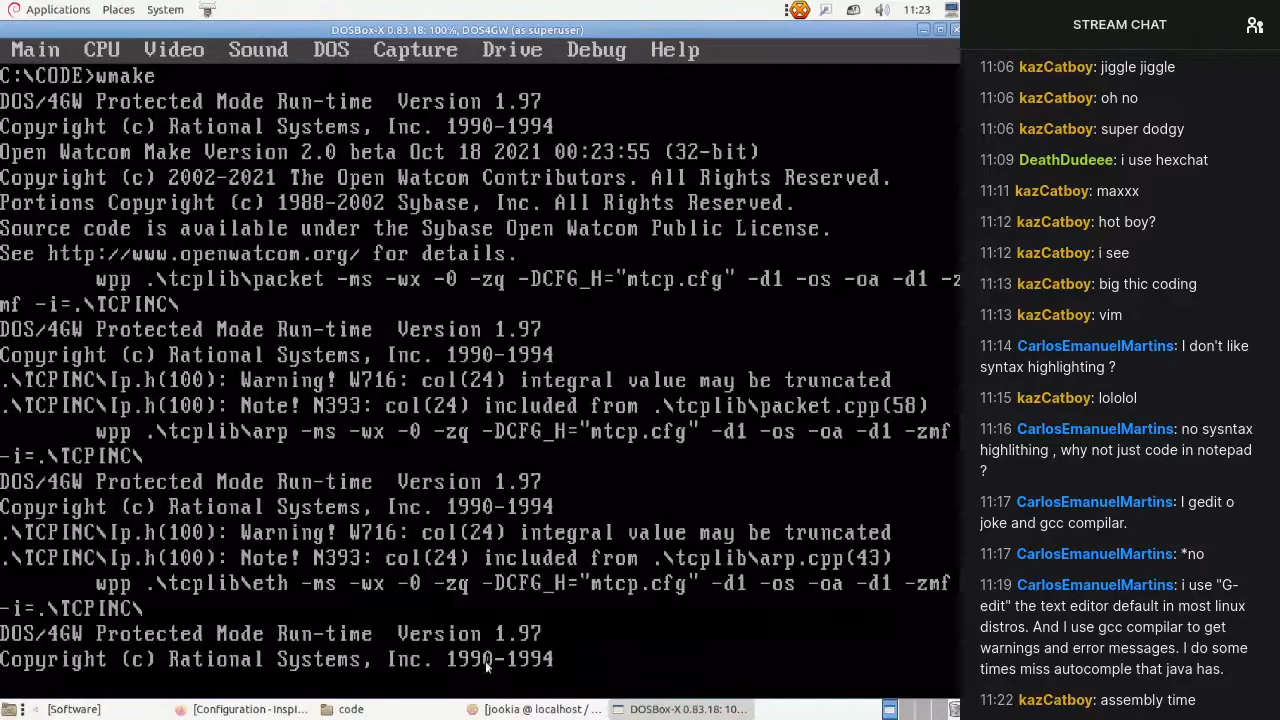 Applications Places System 11:23
DOSBox-X 0.83.18: 100%, DOS4GW (as superuser)
Main CPU Video Sound DOS Capture Drive Debug Help
C:\CODE>wmake
DOS/4GW Protected Mode Run-time Version 1.97
Copyright (c) Rational Systems, Inc. 1990-1994
Open Watcom Make Version 2.0 beta Oct 18 2021 00:23:55 (32-bit)
Copyright (c) 2002-2021 The Open Watcom Contributors. All Rights Reserved.
Portions Copyright (c) 1988-2002 Sybase, Inc. All Rights Reserved.
Source code is available under the Sybase Open Watcom Public License.
See http://www.openwatcom.org/ for details.
wpp .\tcplib\packet -ms -wx -0 -zq -DCFG_H="mtcp.cfg" -d1 -os -oa -d1 -z
mf -i=.\TCPINC\
DOS/4GW Protected Mode Run-time Version 1.97
Copyright (c) Rational Systems, Inc. 1990-1994
.\TCPINC\Ip.h(100): Warning! W716: col(24) integral value may be truncated
.\TCPINC\Ip.h(100): Note! N393: col(24) included from .\tcplib\packet.cpp(58)
wpp .\tcplib\arp -ms -wx -0 -zq -DCFG_H="mtcp.cfg" -d1 -os -oa -d1 -zmf
-i=.\TCPINC\
DOS/4GW Protected Mode Run-time Version 1.97
Copyright (c) Rational Systems, Inc. 1990-1994
.\TCPINC\Ip.h(100): Warning! W716: col(24) integral value may be truncated
.\TCPINC\Ip.h(100): Note! N393: col(24) included from .\tcplib\arp.cpp(43)
wpp .\tcplib\eth -ms -wx -0 -zq -DCFG_H="mtcp.cfg" -d1 -os -oa -d1 -zmf
-i=.\TCPINC\
DOS/4GW Protected Mode Run-time Version 1.97
Copyright (c) Rational Systems, Inc. 1990-1994
[Software] [Configuration - Inspi... code [jookia @ localhost / ... DOSBox-X 0.83.18: 10...
STREAM CHAT
11:06 kazCatboy: jiggle jiggle
11:06 kazCatboy: oh no
11:06 kazCatboy: super dodgy
11:09 DeathDudeee: i use hexchat
11:11 kazCatboy: maxxx
11:12 kazCatboy: hot boy?
11:12 kazCatboy: i see
11:13 kazCatboy: big thic coding
11:13 kazCatboy: vim
11:14 CarlosEmanuelMartins: I don't like
syntax highlighting ?
11:15 kazCatboy: lololol
11:16 CarlosEmanuelMartins: no sysntax
highlithing , why not just code in notepad
?
11:17 CarlosEmanuelMartins: I gedit o
joke and gcc compilar.
11:17 CarlosEmanuelMartins: *no
11:19 CarlosEmanuelMartins: i use "G-
edit" the text editor default in most linux
distros. And I use gcc compilar to get
warnings and error messages. I do some
times miss autocomple that java has.
11:22 kazCatboy: assembly time